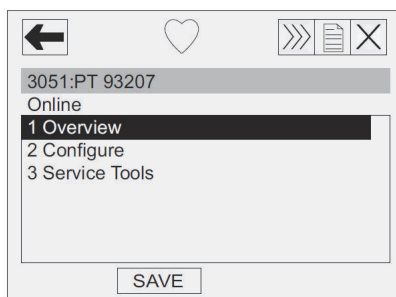 3051:PT 93207
Online
1 Overview
2 Configure
3 Service Tools
SAVE